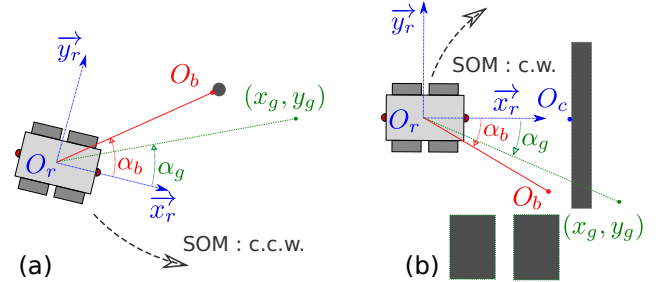 y_r
O_b
(x_g, y_g)
O_r
α_b
α_g
x_r
SOM : c.c.w.
(a)
y_r
SOM : c.w.
x_r
O_c
O_r
α_b
α_g
O_b
(x_g, y_g)
(b)